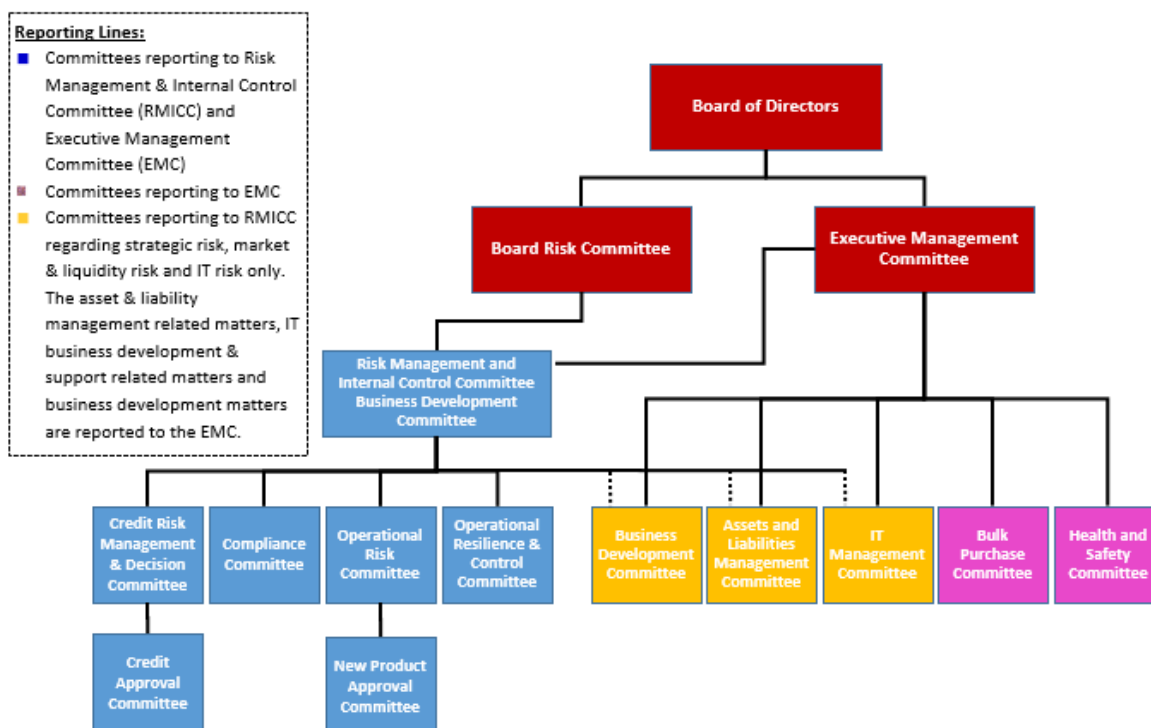 Reporting Lines:
Committees reporting to Risk
Management & Internal Control
Committee (RMICC) and
Executive Management
Committee (EMC)
Committees reporting to EMC
Committees reporting to RMICC
regarding strategic risk, market
& liquidity risk and IT risk only.
The asset & liability
management related matters, IT
business development &
support related matters and
business development matters
are reported to the EMC.
Board of Directors
Board Risk Committee
Executive Management
Committee
Risk Management and
Internal Control Committee
Business Development
Committee
Credit Risk
Management
& Decision
Committee
Compliance
Committee
Operational
Risk
Committee
Operational
Resilience &
Control
Committee
Business
Development
Committee
Assets and
Liabilities
Management
Committee
IT
Management
Committee
Bulk
Purchase
Committee
Health and
Safety
Committee
Credit
Approval
Committee
New Product
Approval
Committee